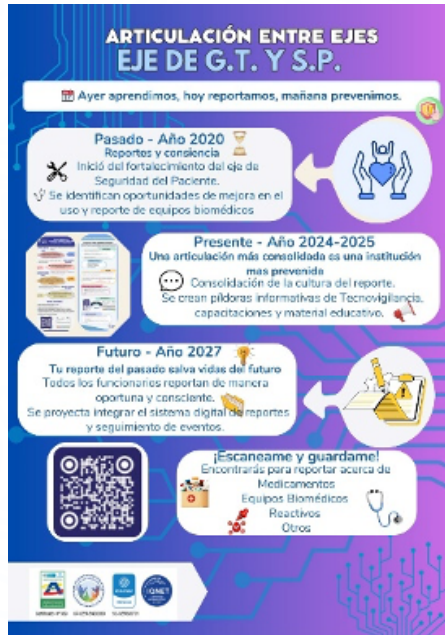 ARTICULACIÓN ENTRE EJES
EJE DE G.T. Y S.P.
Ayer aprendimos, hoy reportamos, mañana prevenimos.
Pasado - Año 2020
Reportes y consiencia
Inició del fortalecimiento del eje de
Seguridad del Paciente.
Se identifican oportunidades de mejora en el
uso y reporte de equipos biomédicos
Presente - Año 2024-2025
Una articulación más consolidada es una institución
mas prevenida
Consolidación de la cultura del reporte.
Se crean píldoras informativas de Tecnovigilancia,
capacitaciones y material educativo.
Futuro - Año 2027
Tu reporte del pasado salva vidas del futuro
Todos los funcionarios reportan de manera
oportuna y consciente.
Se proyecta integrar el sistema digital de reportes
y seguimiento de eventos.
¡Escaneame y guardame!
Encontrarás para reportar acerca de
Medicamentos
Equipos Biomédicos
Reactivos
Otros
IQNET